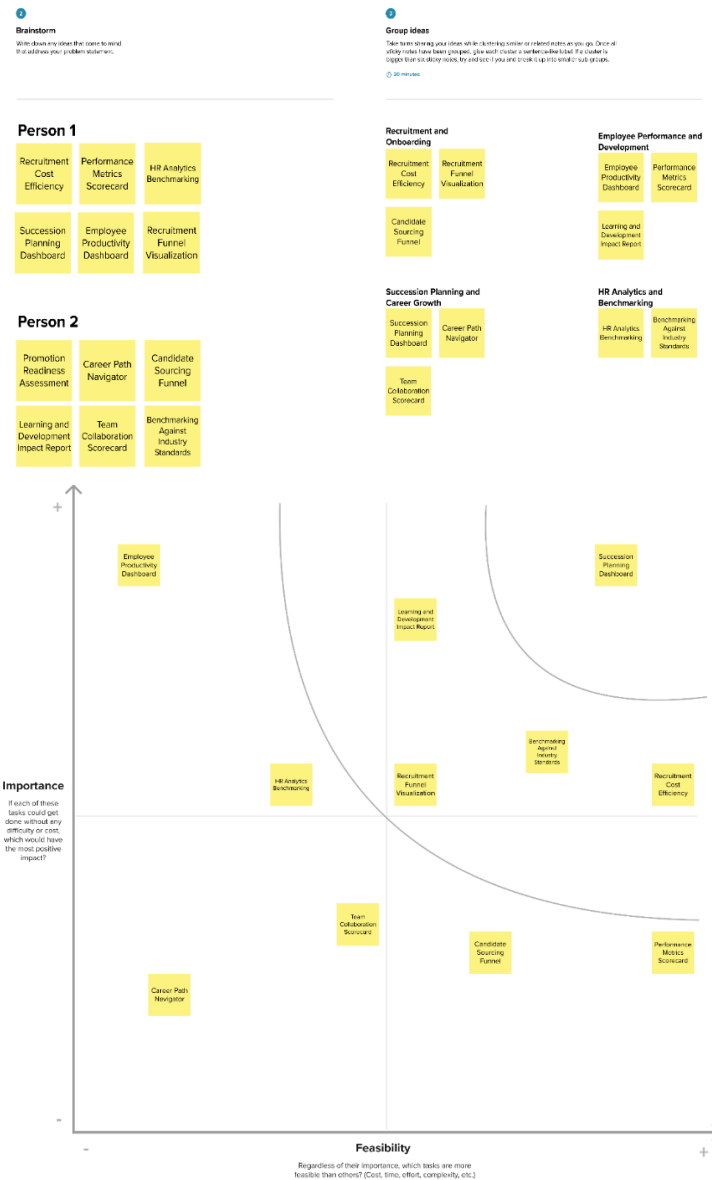 2
Brainstorm
Write down any ideas that come to mind
that address your problem statement.
Person 1
Recruitment
Cost
Efficiency
Performance
Metrics
Scorecard
HR Analytics
Benchmarking
Succession
Planning
Dashboard
Employee
Productivity
Dashboard
Recruitment
Funnel
Visualization
Person 2
Promotion
Readiness
Assessment
Career Path
Navigator
Candidate
Sourcing
Funnel
Learning and
Development
Impact Report
Team
Collaboration
Scorecard
Benchmarking
Against
Industry
Standards
Group ideas
Take turns sharing your ideas while clustering similar or related notes as you go. Once all
sticky notes have been grouped, give each cluster a sentence-like label. If a cluster is
bigger than six sticky notes, try and see if you and break it up into smaller sub-groups.
20 minutes
Recruitment and
Onboarding
Recruitment
Cost
Efficiency
Recruitment
Funnel
Visualization
Candidate
Sourcing
Funnel
Employee Performance and
Development
Employee
Productivity
Dashboard
Performance
Metrics
Scorecard
Learning and
Development
Impact Report
Succession Planning and
Career Growth
Succession
Planning
Dashboard
Career Path
Navigator
Team
Collaboration
Scorecard
HR Analytics and
Benchmarking
HR Analytics
Benchmarking
Benchmarking
Against
Industry
Standards
+
Employee
Productivity
Dashboard
Succession
Planning
Dashboard
Learning and
Development
Impact Report
Benchmarking
Against
Industry
Standards
HR Analytics
Benchmarking
Recruitment
Funnel
Visualization
Recruitment
Cost
Efficiency
Importance
If each of these
tasks could get
done without any
difficulty or cost,
which would have
the most positive
impact?
Team
Collaboration
Scorecard
Candidate
Sourcing
Funnel
Performance
Metrics
Scorecard
Career Path
Navigator
-
-
Feasibility
+
Regardless of their importance, which tasks are more
feasible than others? (Cost, time, effort, complexity, etc.)